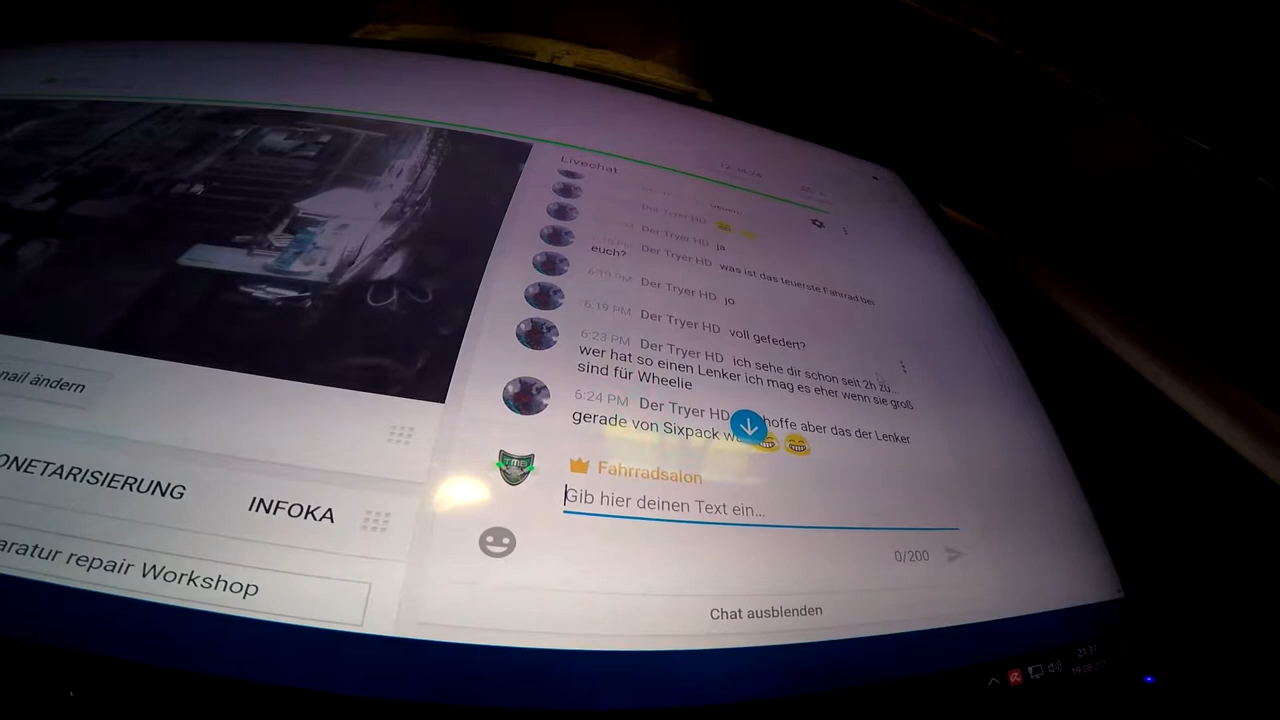 Livechat
Der Tryer HD
Der Tryer HD ja
Der Tryer HD was ist das teuerste Fahrrad bei
euch?
6:19 PM Der Tryer HD jo
6:19 PM Der Tryer HD voll gefedert?
6:23 PM Der Tryer HD ich sehe dir schon seit 2h zu...
wer hat so einen Lenker ich mag es eher wenn sie groß
sind für Wheelie
6:24 PM Der Tryer HD hoffe aber das der Lenker
gerade von Sixpack
TMB
Fahrradsalon
Gib hier deinen Text ein...
0/200
Chat ausblenden
nail ändern
ONETARISIERUNG INFOKA
aratur repair Workshop
21:37